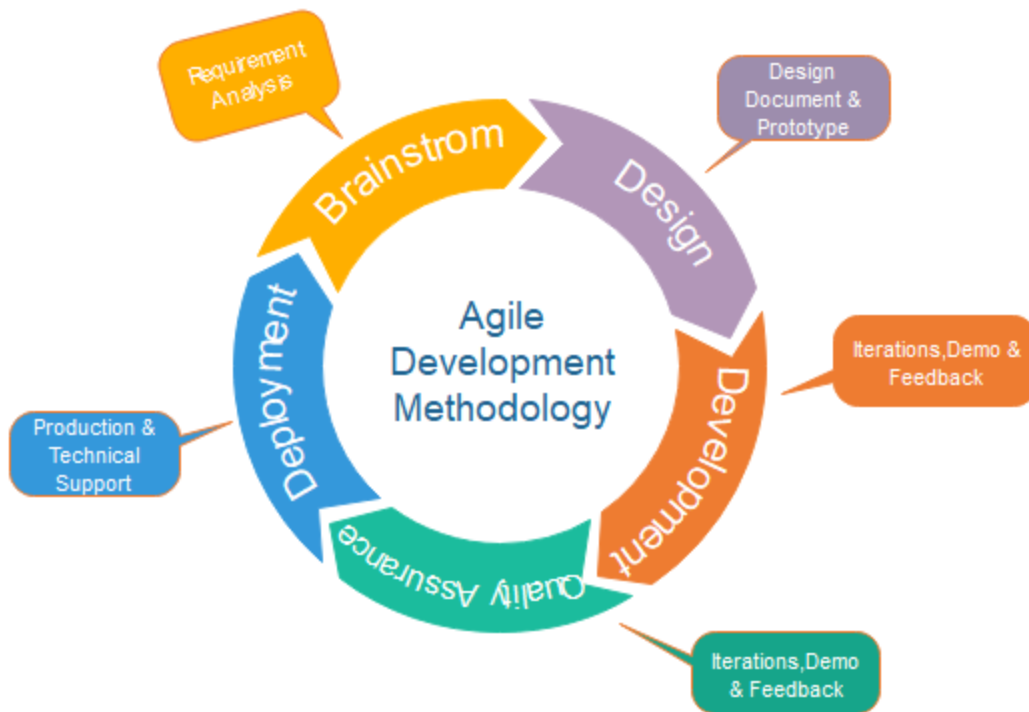 Requirement
Analysis
Brainstrom
Design
Document &
Prototype
Design
Agile
Development
Methodology
Iterations,Demo &
Feedback
Development
Deployment
Production &
Technical
Support
Quality Assurance
Iterations,Demo
& Feedback